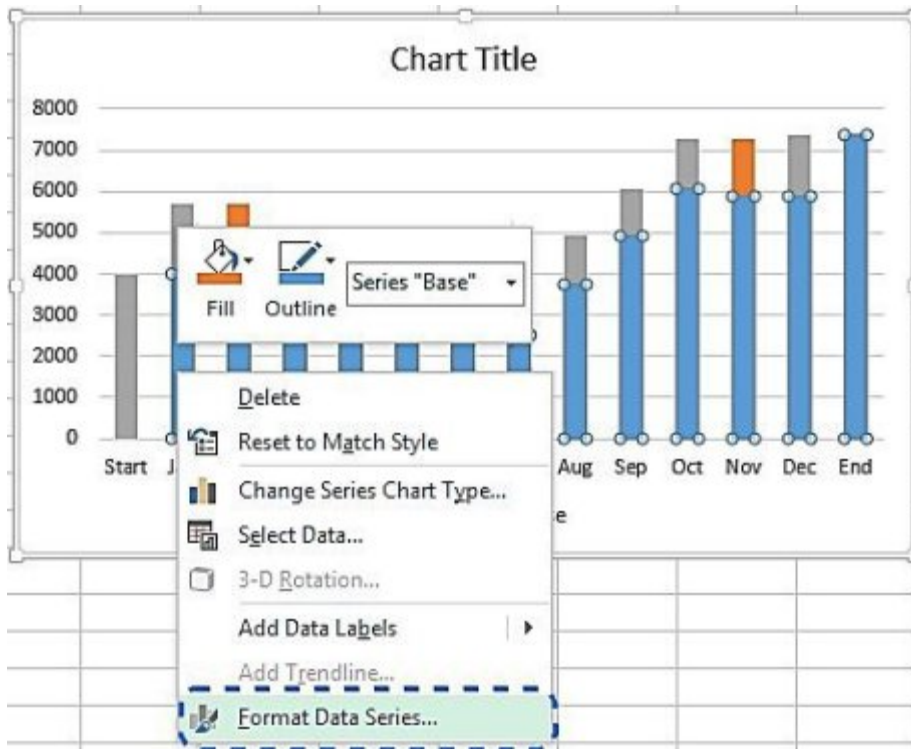 Chart Title
8000
7000
6000
5000
4000
3000
2000
1000
0
Fill
Outline
Series "Base"
Start J
Aug Sep Oct Nov Dec End
e
Delete
Reset to Match Style
Change Series Chart Type...
Select Data...
3-D Rotation...
Add Data Labels
Add Trendline...
Format Data Series...